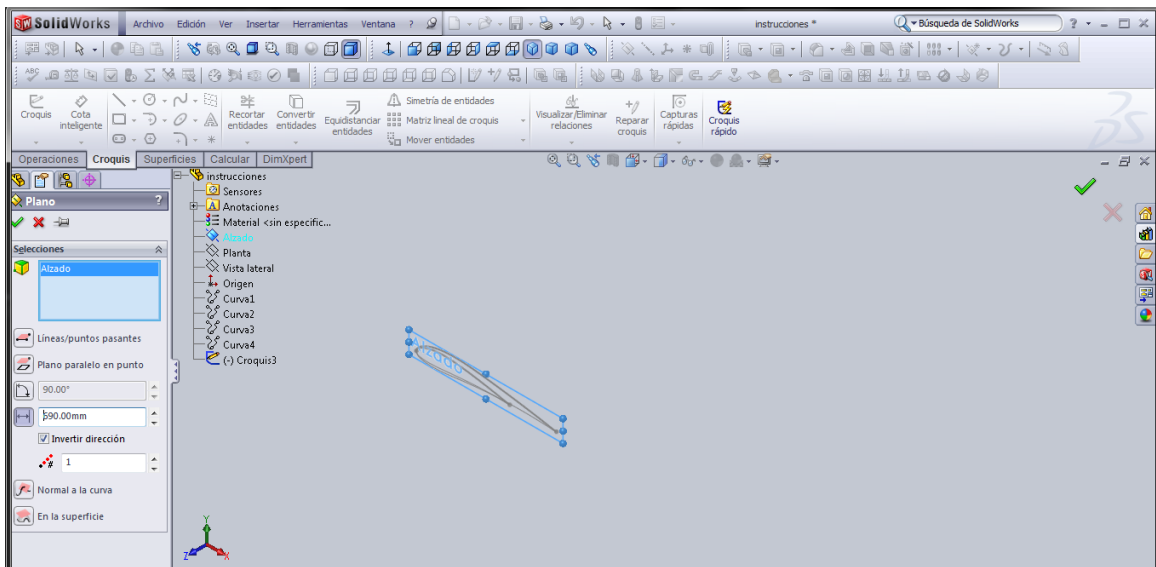 SW SolidWorks Archivo Edición Ver Insertar Herramientas Ventana ? instrucciones * Búsqueda de SolidWorks ?
Croquis
Cota inteligente
Recortar entidades
Convertir entidades
Equidistanciar entidades
Simetría de entidades
Matriz lineal de croquis
Mover entidades
Visualizar/Eliminar relaciones
Reparar croquis
Capturas rápidas
Croquis rápido
Operaciones Croquis Superficies Calcular DimXpert
Plano ?
Selecciones
Alzado
Líneas/puntos pasantes
Plano paralelo en punto
90.00°
590.00mm
Invertir dirección
1
Normal a la curva
En la superficie
instrucciones
Sensores
Anotaciones
Material <sin especific...
Alzado
Planta
Vista lateral
Origen
Curva1
Curva2
Curva3
Curva4
(-) Croquis3
Alzado
Y
Z X